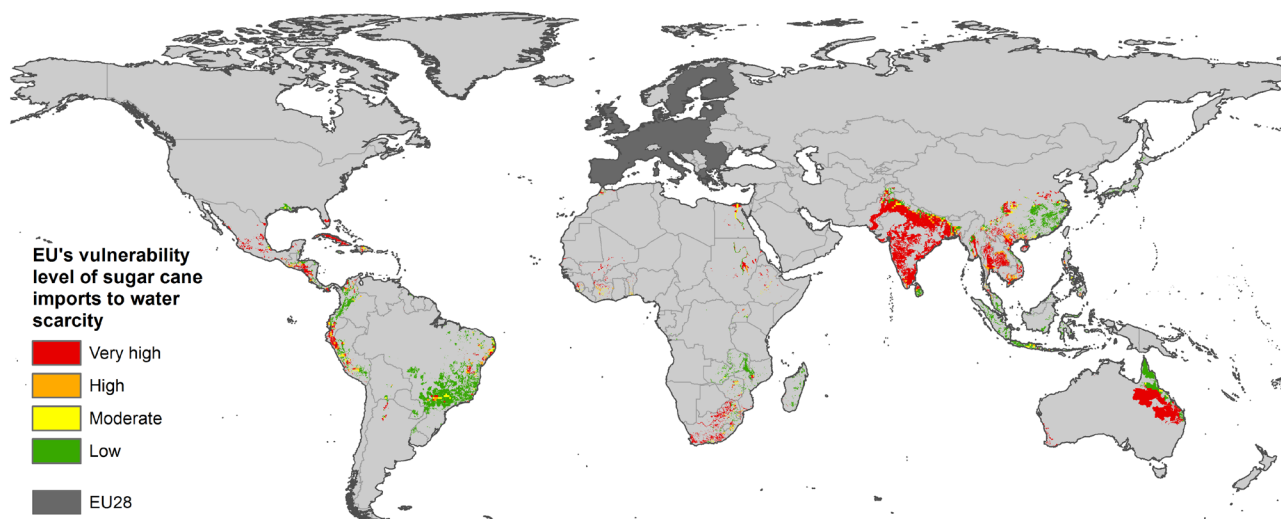 EU's vulnerability
level of sugar cane
imports to water
scarcity
Very high
High
Moderate
Low
EU28